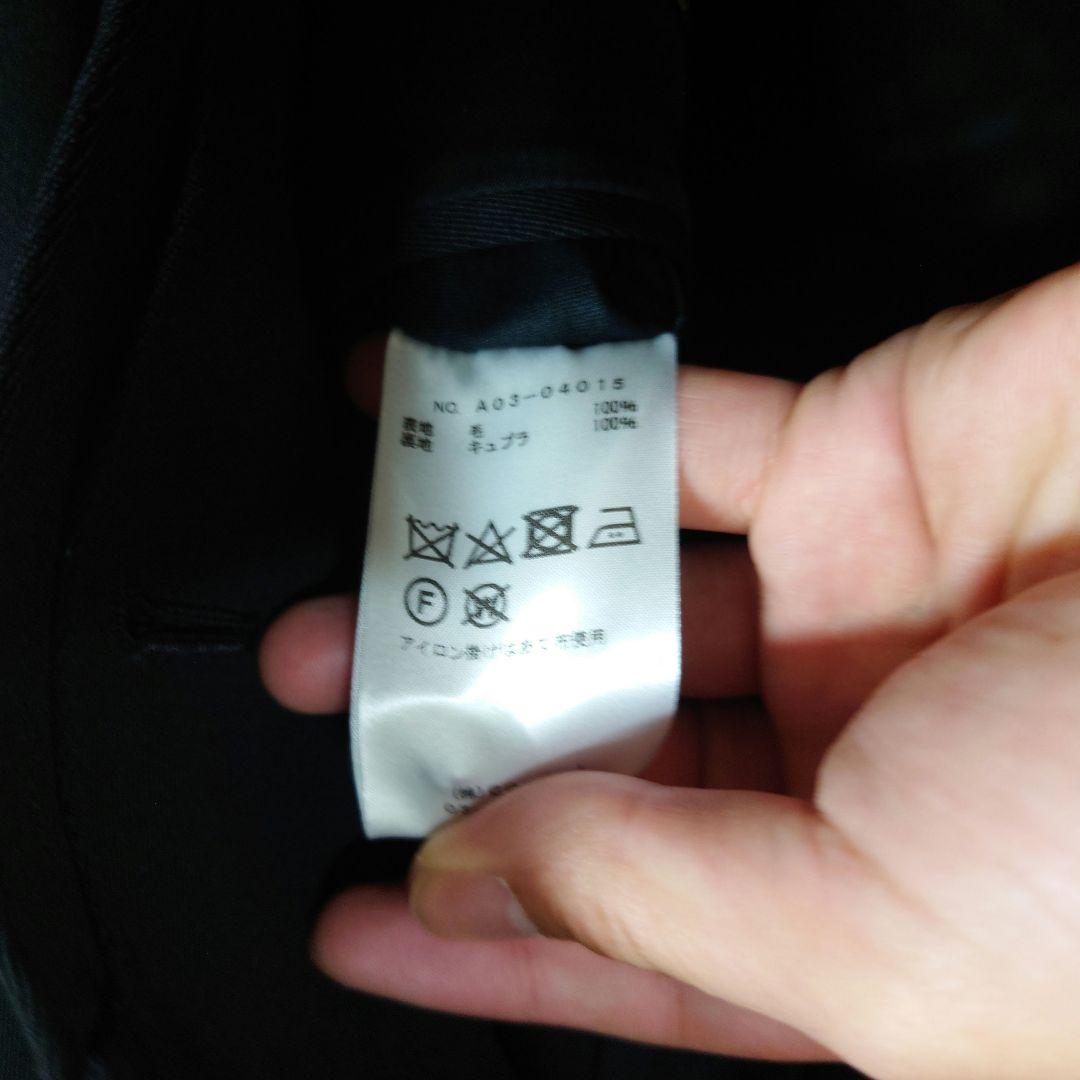 NO. A03-04015
表地 毛 100%
裏地 キュプラ 100%
F W
アイロン掛けはあて布使用
(株)